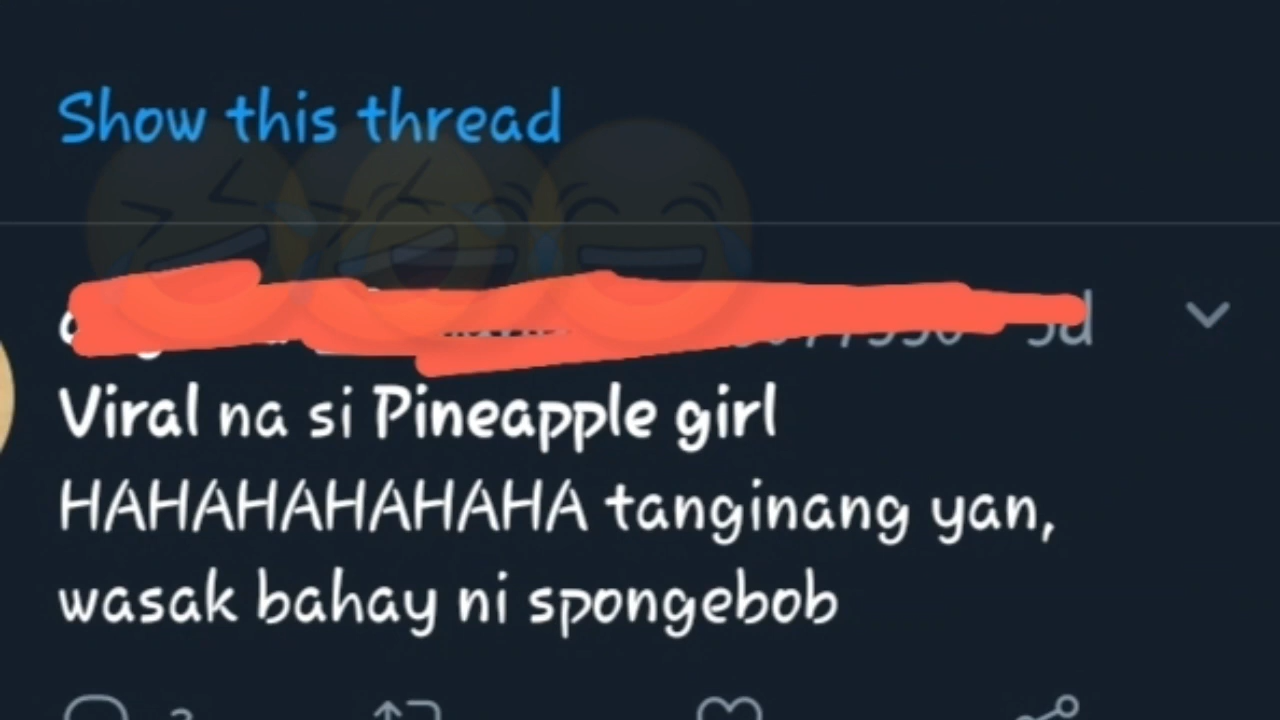 Show this thread
Viral na si Pineapple girl
HAHAHAHAHAHA tanginang yan,
wasak bahay ni spongebob